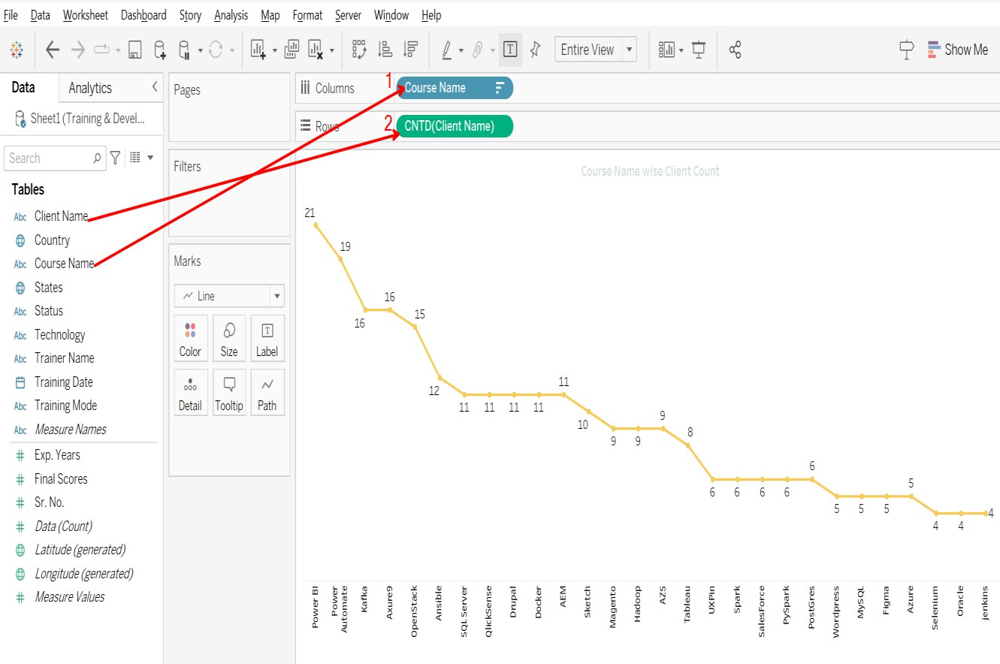 File Data Worksheet Dashboard Story Analysis Map Format Server Window Help
Entire View
Show Me
Data Analytics
Sheet1 (Training & Devel...
Search
Tables
Abc Client Name
Country
Abc Course Name
States
Abc Status
Abc Technology
Abc Trainer Name
Training Date
Abc Training Mode
Abc Measure Names
# Exp. Years
# Final Scores
# Sr. No.
# Data (Count)
Latitude (generated)
Longitude (generated)
# Measure Values
Pages
Filters
Marks
Line
Color Size Label
Detail Tooltip Path
Columns 1 Course Name
Rows 2 CNTD(Client Name)
Course Name wise Client Count
21
19
16
16
15
12
11
11
11
11
11
10
9
9
9
8
6
6
6
6
6
5
5
5
5
4
4
4
Power BI
Power
Automate
Kafka
Axure9
OpenStack
Ansible
SQLServer
QlickSense
Drupal
Docker
AEM
Sketch
Magento
Hadoop
AZS
Tableau
UXPin
Spark
SalesForce
PySpark
PostGres
Wordpress
MySQL
Figma
Azure
Selenium
Oracle
Jenkins